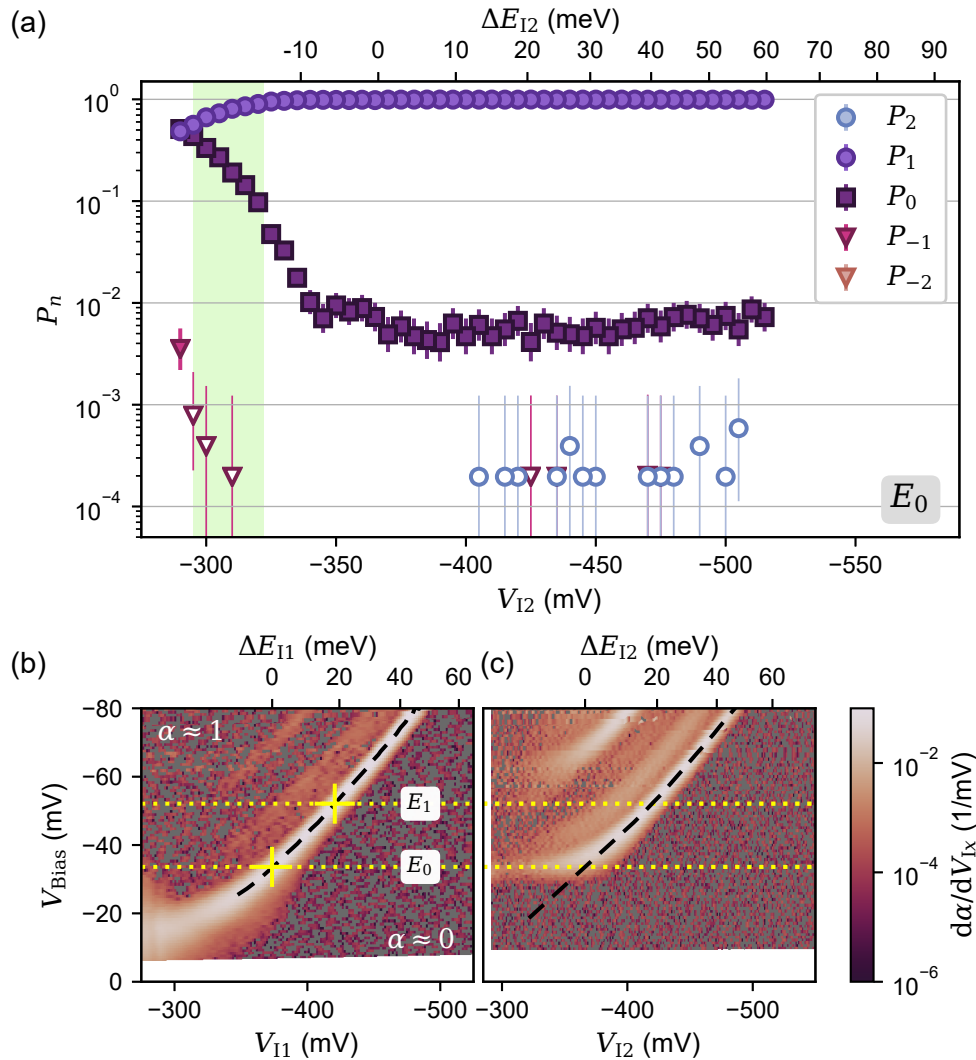 (a)
ΔE_I2 (meV)
-10 0 10 20 30 40 50 60 70 80 90
P_n
10^0
10^−1
10^−2
10^−3
10^−4
P_2
P_1
P_0
P_−1
P_−2
E_0
−300 −350 −400 −450 −500 −550
V_I2 (mV)
(b)
ΔE_I1 (meV)
0 20 40 60
V_Bias (mV)
−80
−60
−40
−20
0
α ≈ 1
E_1
E_0
α ≈ 0
−300 −400 −500
V_I1 (mV)
(c)
ΔE_I2 (meV)
0 20 40 60
−300 −400 −500
V_I2 (mV)
10^−2
10^−4
10^−6
dα/dV_Ix (1/mV)